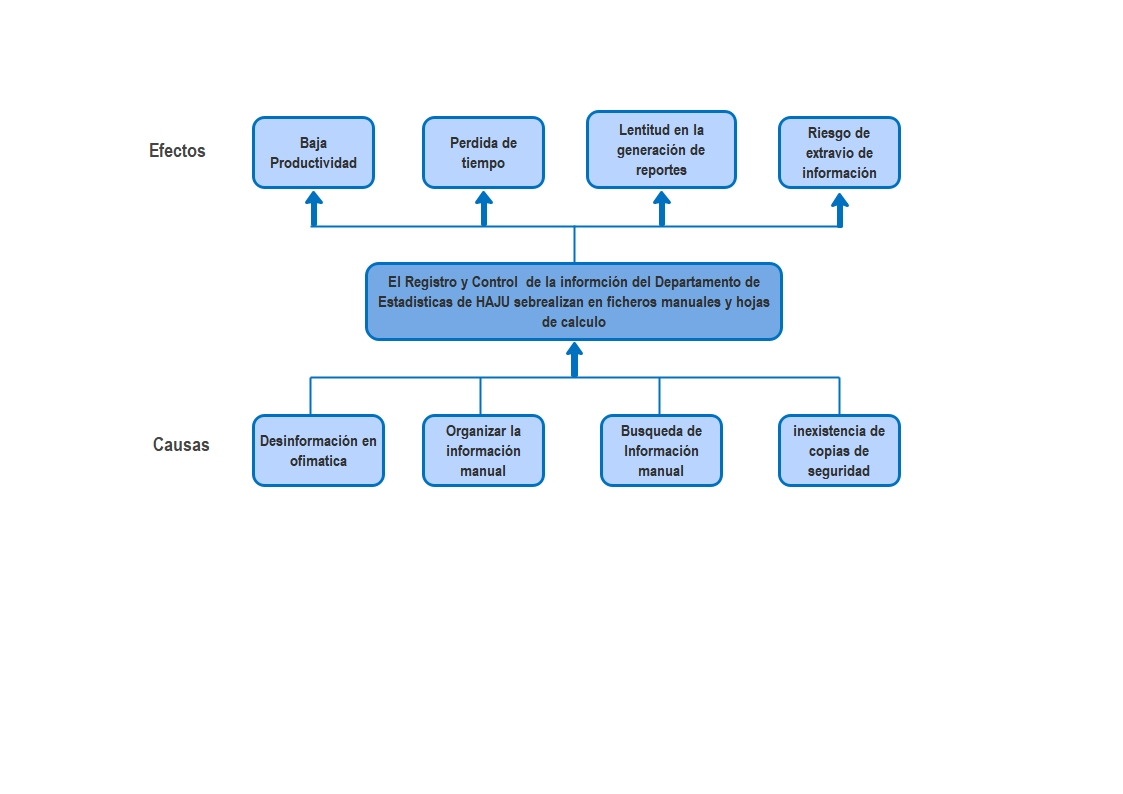 Efectos
Baja
Productividad
Perdida de
tiempo
Lentitud en la
generación de
reportes
Riesgo de
extravio de
información
El Registro y Control  de la informción del Departamento de
Estadisticas de HAJU sebrealizan en ficheros manuales y hojas
de calculo
Causas
Desinformación en
ofimatica
Organizar la
información
manual
Busqueda de
Información
manual
inexistencia de
copias de
seguridad